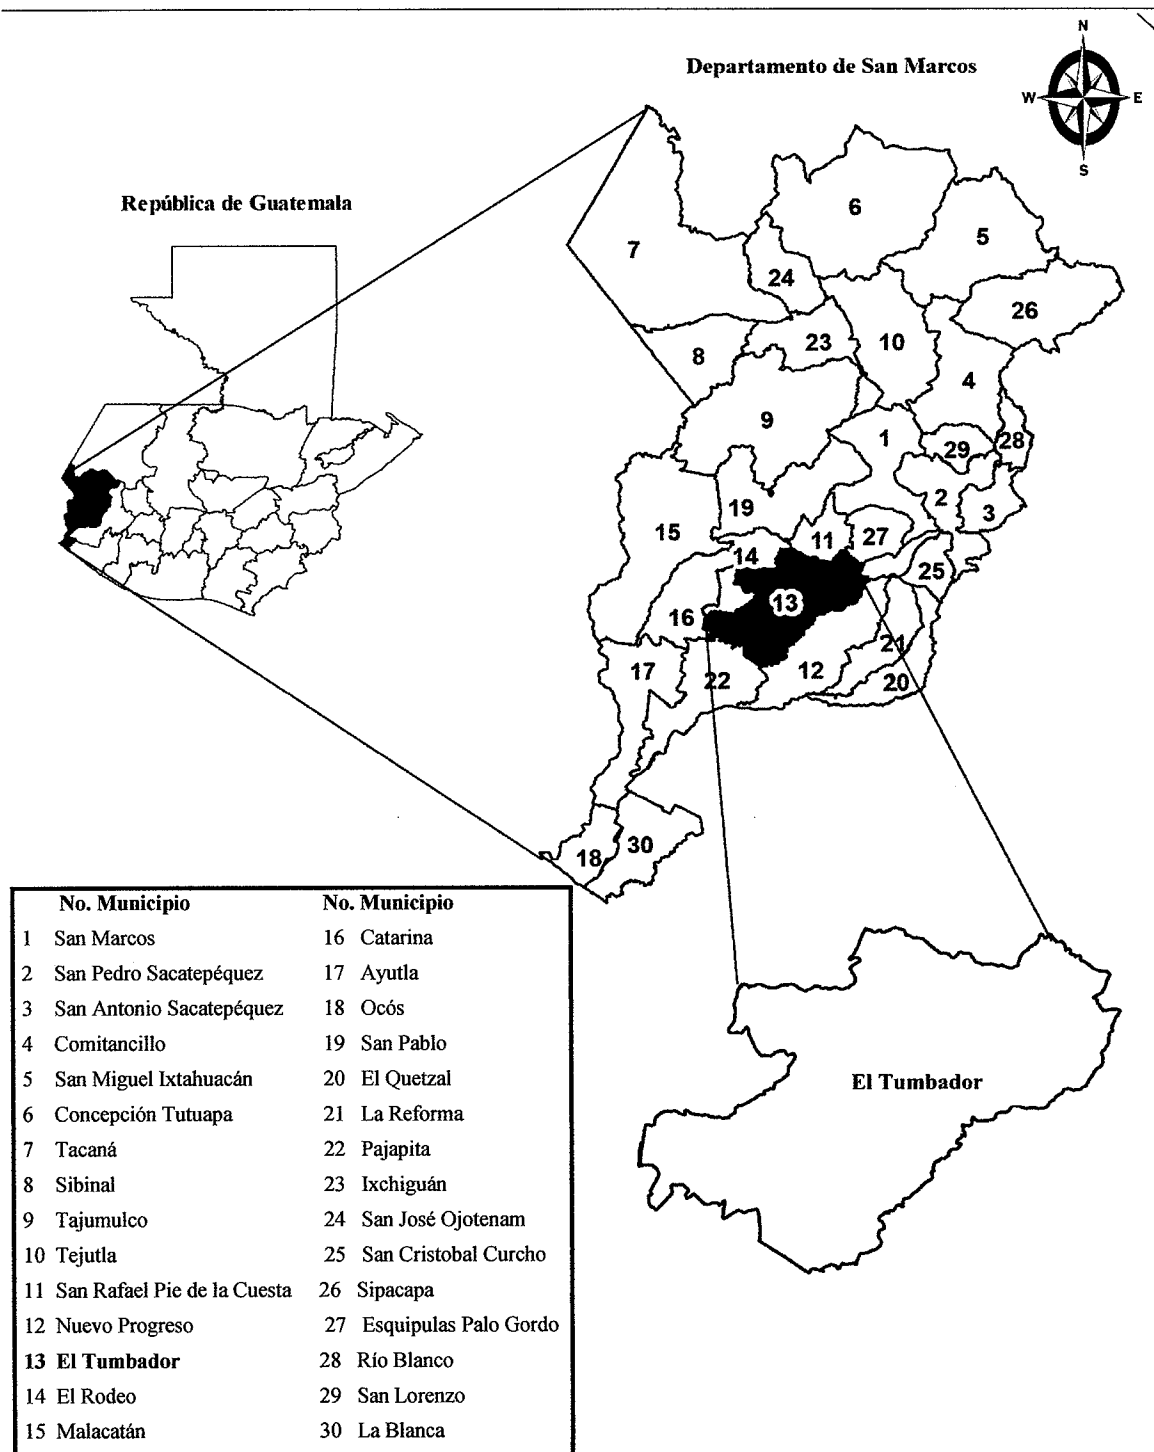 N
Departamento de San Marcos
W
E
S
República de Guatemala
6
7
5
24
26
23
10
8
4
9
1
28
29
2
19
3
15
11
27
14
25
13
16
21
17
12
22
20
30
18
No. Municipio
No. Municipio
1 San Marcos
16 Catarina
2 San Pedro Sacatepéquez
17 Ayutla
3 San Antonio Sacatepéquez
18 Ocós
4 Comitancillo
19 San Pablo
5 San Miguel Ixtahuacán
20 El Quetzal
6 Concepción Tutuapa
21 La Reforma
7 Tacaná
22 Pajapita
8 Sibinal
23 Ixchiguán
9 Tajumulco
24 San José Ojotenam
10 Tejutla
25 San Cristobal Curcho
11 San Rafael Pie de la Cuesta
26 Sipacapa
12 Nuevo Progreso
27 Esquipulas Palo Gordo
13 El Tumbador
28 Río Blanco
14 El Rodeo
29 San Lorenzo
15 Malacatán
30 La Blanca
El Tumbador